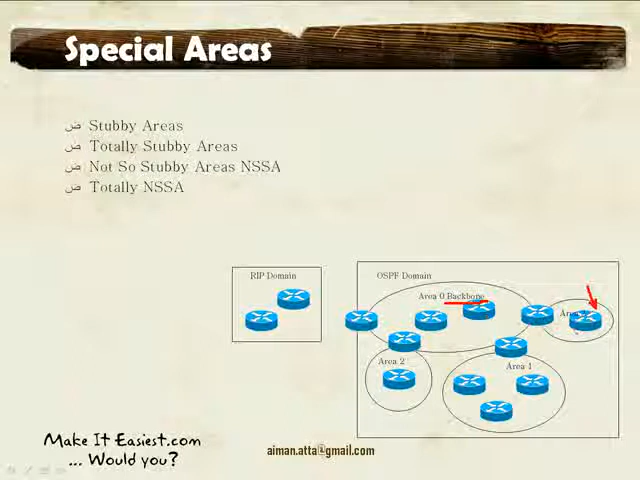 Special Areas
ض Stubby Areas
ض Totally Stubby Areas
ض Not So Stubby Areas NSSA
ض Totally NSSA
RIP Domain
OSPF Domain
Area 0 Backbone
Area
Area 2
Area 1
Make It Easiest.com
... Would you?
aiman.atta@gmail.com